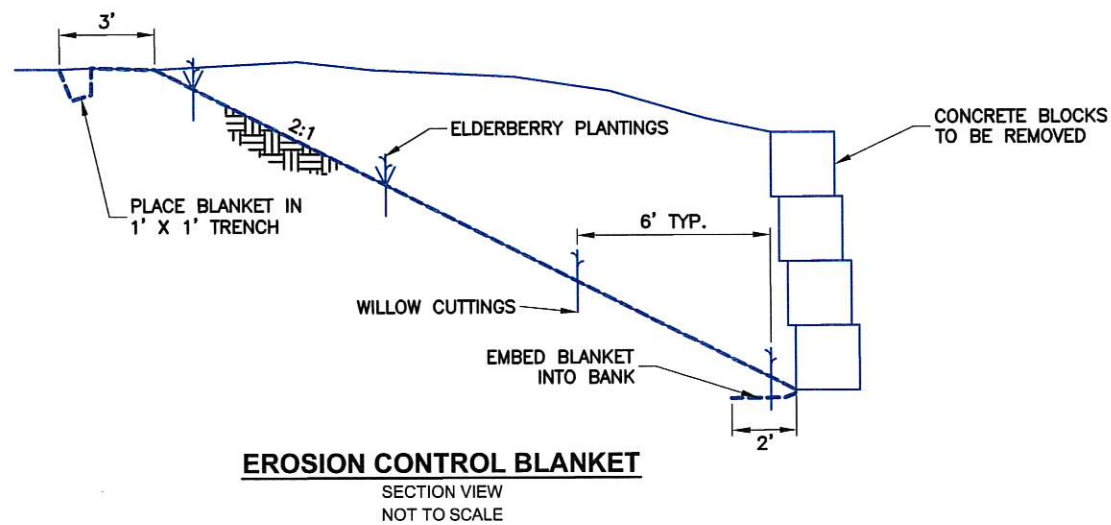 3'
CONCRETE BLOCKS
TO BE REMOVED
2:1
ELDERBERRY PLANTINGS
PLACE BLANKET IN
1' X 1' TRENCH
6' TYP.
WILLOW CUTTINGS
EMBED BLANKET
INTO BANK
2'
EROSION CONTROL BLANKET
SECTION VIEW
NOT TO SCALE